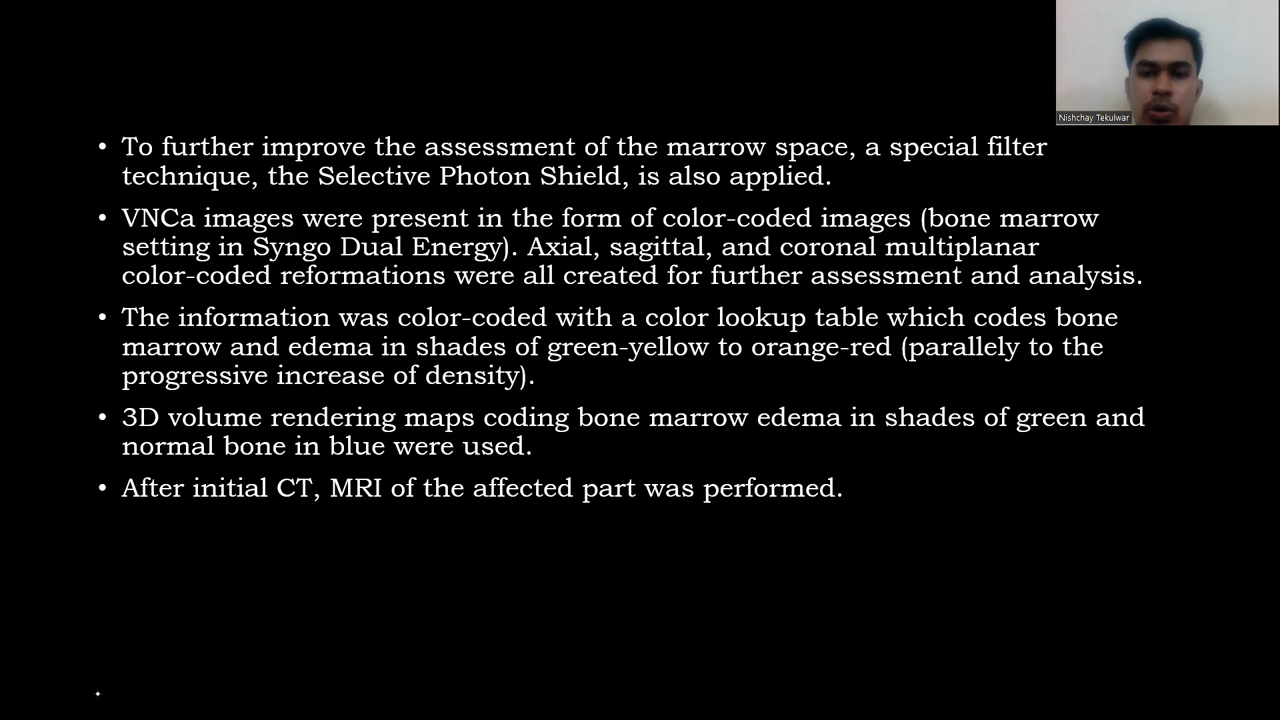 Nishchay Tekulwar
• To further improve the assessment of the marrow space, a special filter
technique, the Selective Photon Shield, is also applied.
• VNCa images were present in the form of color-coded images (bone marrow
setting in Syngo Dual Energy). Axial, sagittal, and coronal multiplanar
color-coded reformations were all created for further assessment and analysis.
• The information was color-coded with a color lookup table which codes bone
marrow and edema in shades of green-yellow to orange-red (parallely to the
progressive increase of density).
• 3D volume rendering maps coding bone marrow edema in shades of green and
normal bone in blue were used.
• After initial CT, MRI of the affected part was performed.